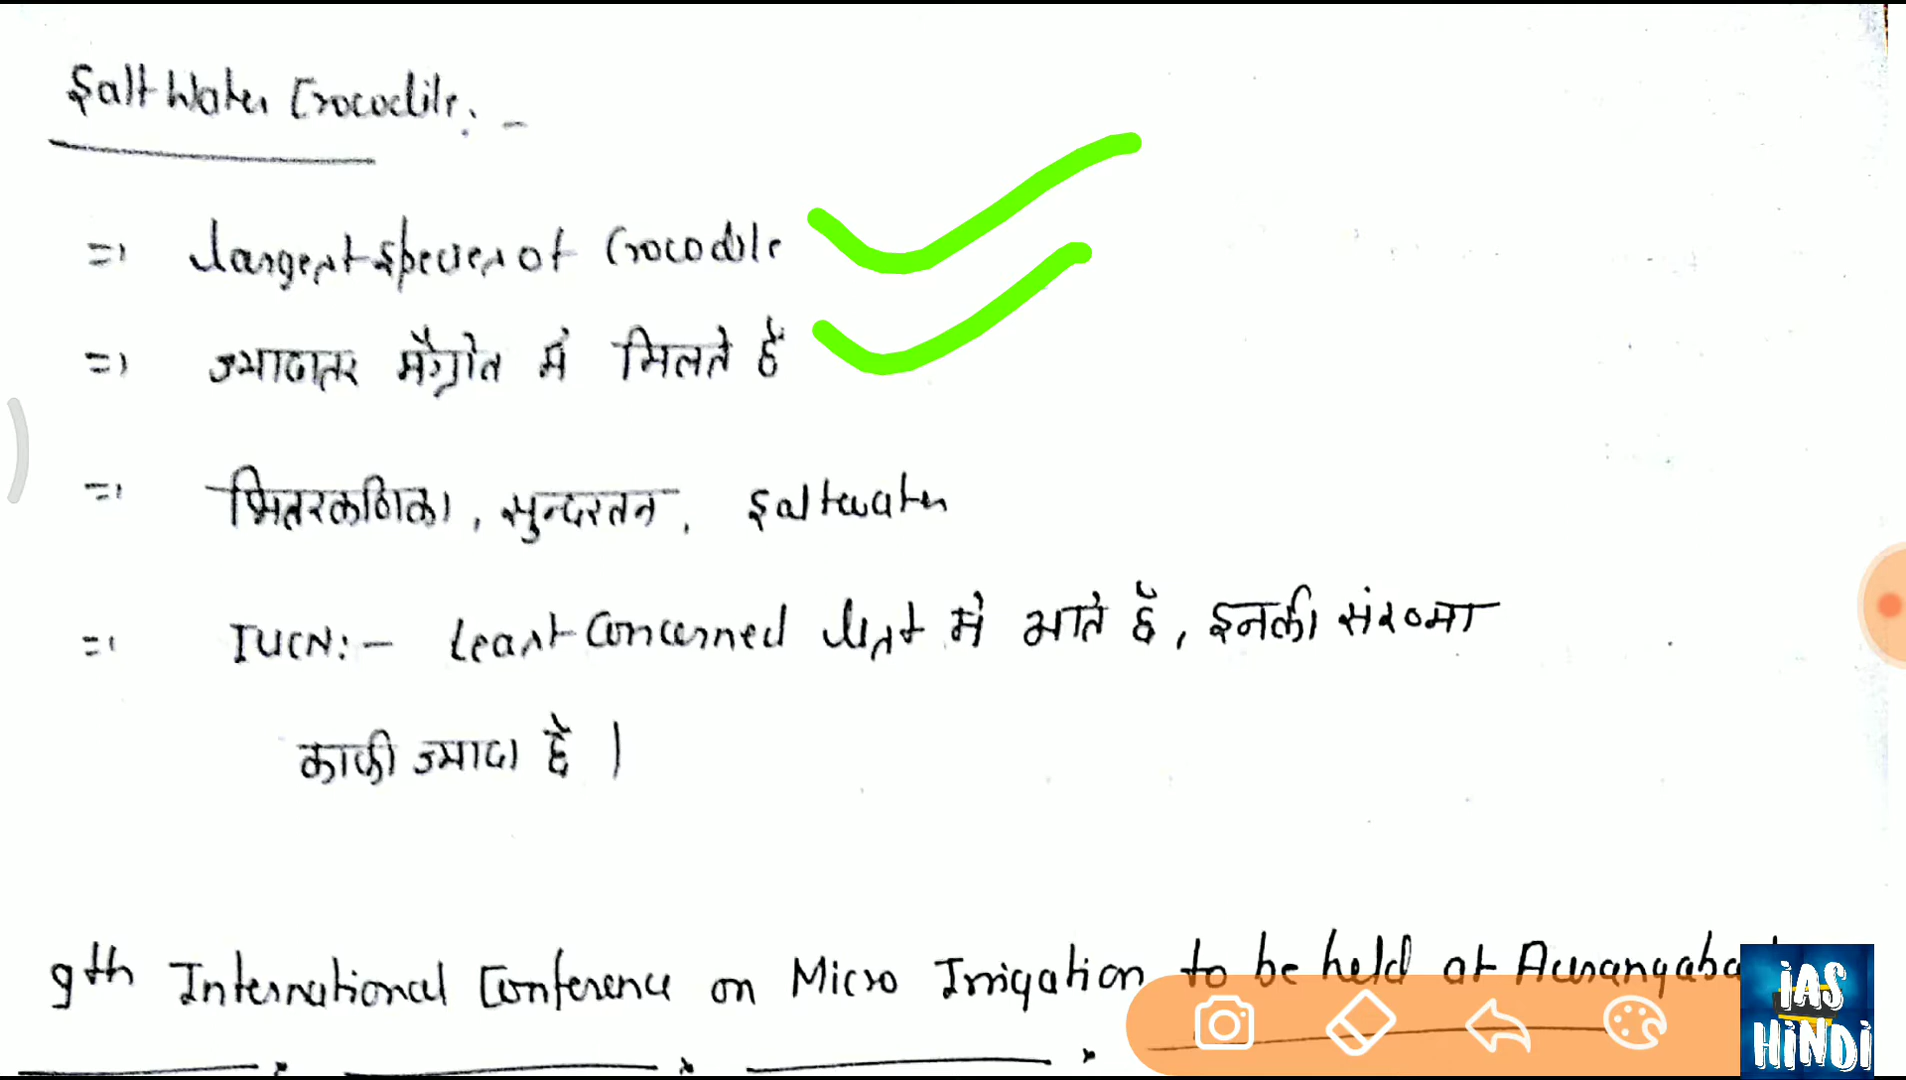 Salt Water Crocodile: -
=> largest species of Crocodile
=> ज्यादातर मैंग्रोव में मिलते हैं
=> भितरकणिका, सुन्दरवन, Saltwater
=> IUCN:- Least Concerned list में आते हैं, इनकी संख्या
काफी ज्यादा है |
9th International Conference on Micro Irrigation to be held at Aurangabad
iAS
HiNDi